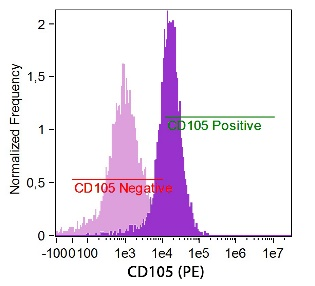 Normalized Frequency
2
1,5
1
0,5
0
CD105 Positive
CD105 Negative
-1000100 1e3 1e4 1e5 1e6 1e7
CD105 (PE)